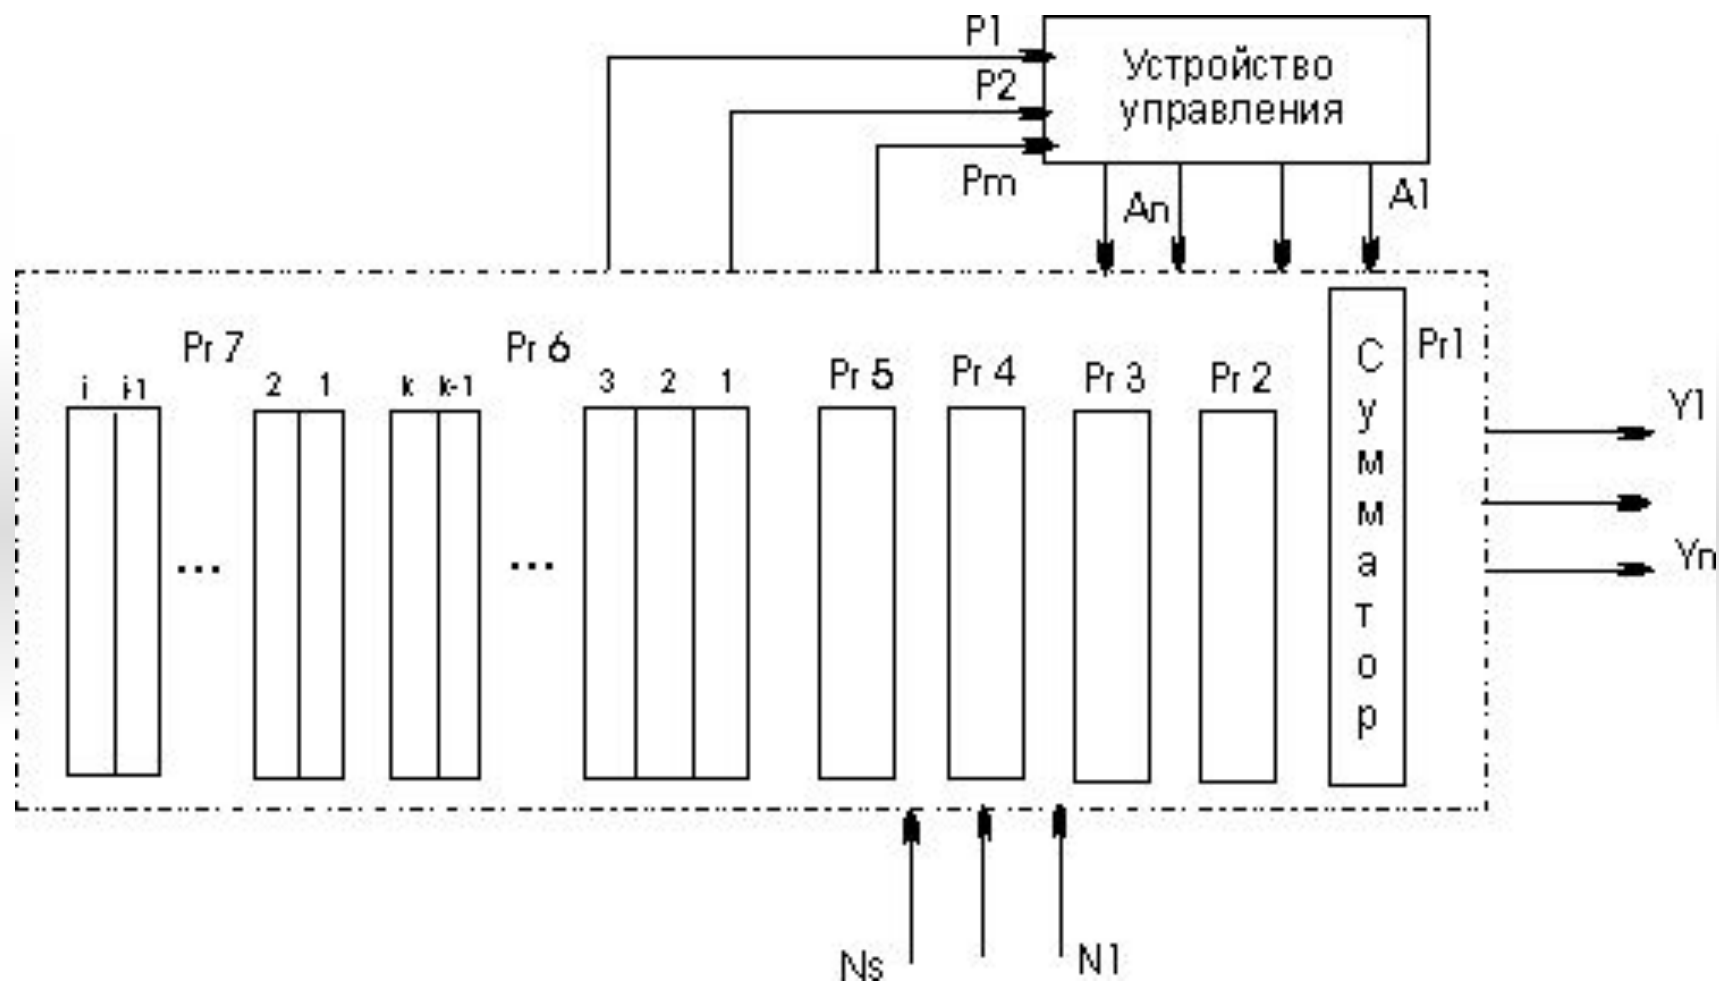 P1
Устройство
управления
P2
Pm
An
A1
Pr 7
Pr 6
Pr 5
Pr 4
Pr 3
Pr 2
Pr1
i i-1
2 1
k k-1
3 2 1
Сумматор
Y1
Yn
Ns
N1